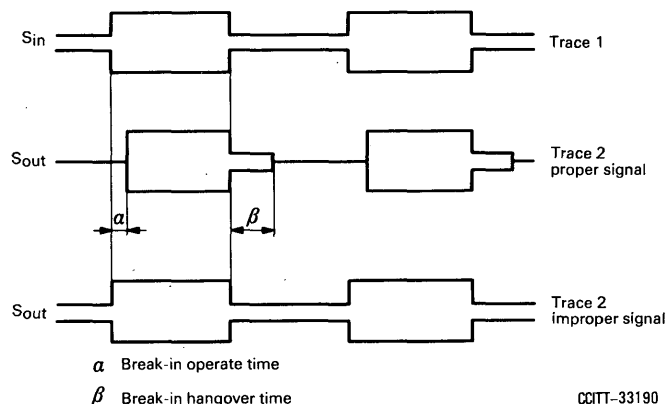 Sin
Trace 1
Sout
Trace 2
proper signal
α
β
Sout
Trace 2
improper signal
α Break-in operate time
β Break-in hangover time
CCITT-33190